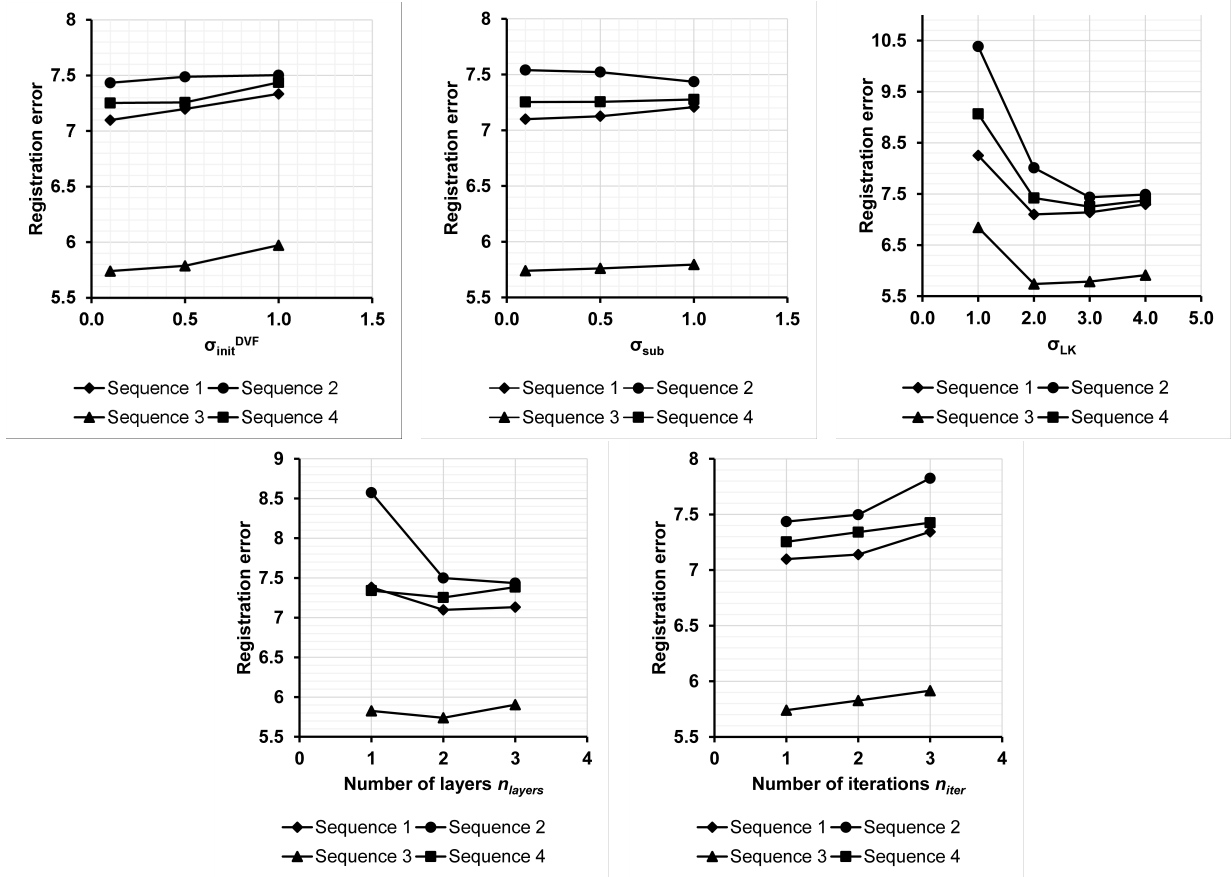 8
7.5
7
6.5
6
5.5
Registration error
0.0 0.5 1.0 1.5
σinit^DVF
Sequence 1 Sequence 2
Sequence 3 Sequence 4
8
7.5
7
6.5
6
5.5
Registration error
0.0 0.5 1.0 1.5
σsub
Sequence 1 Sequence 2
Sequence 3 Sequence 4
10.5
9.5
8.5
7.5
6.5
5.5
Registration error
0.0 1.0 2.0 3.0 4.0 5.0
σLK
Sequence 1 Sequence 2
Sequence 3 Sequence 4
9
8.5
8
7.5
7
6.5
6
5.5
Registration error
0 1 2 3 4
Number of layers nlayers
Sequence 1 Sequence 2
Sequence 3 Sequence 4
8
7.5
7
6.5
6
5.5
Registration error
0 1 2 3 4
Number of iterations niter
Sequence 1 Sequence 2
Sequence 3 Sequence 4